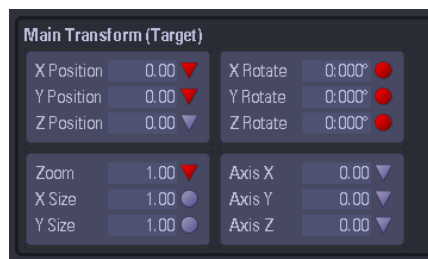 Main Transform (Target)
X Position 0.00 X Rotate 0:000°
Y Position 0.00 Y Rotate 0:000°
Z Position 0.00 Z Rotate 0:000°
Zoom 1.00 Axis X 0.00
X Size 1.00 Axis Y 0.00
Y Size 1.00 Axis Z 0.00